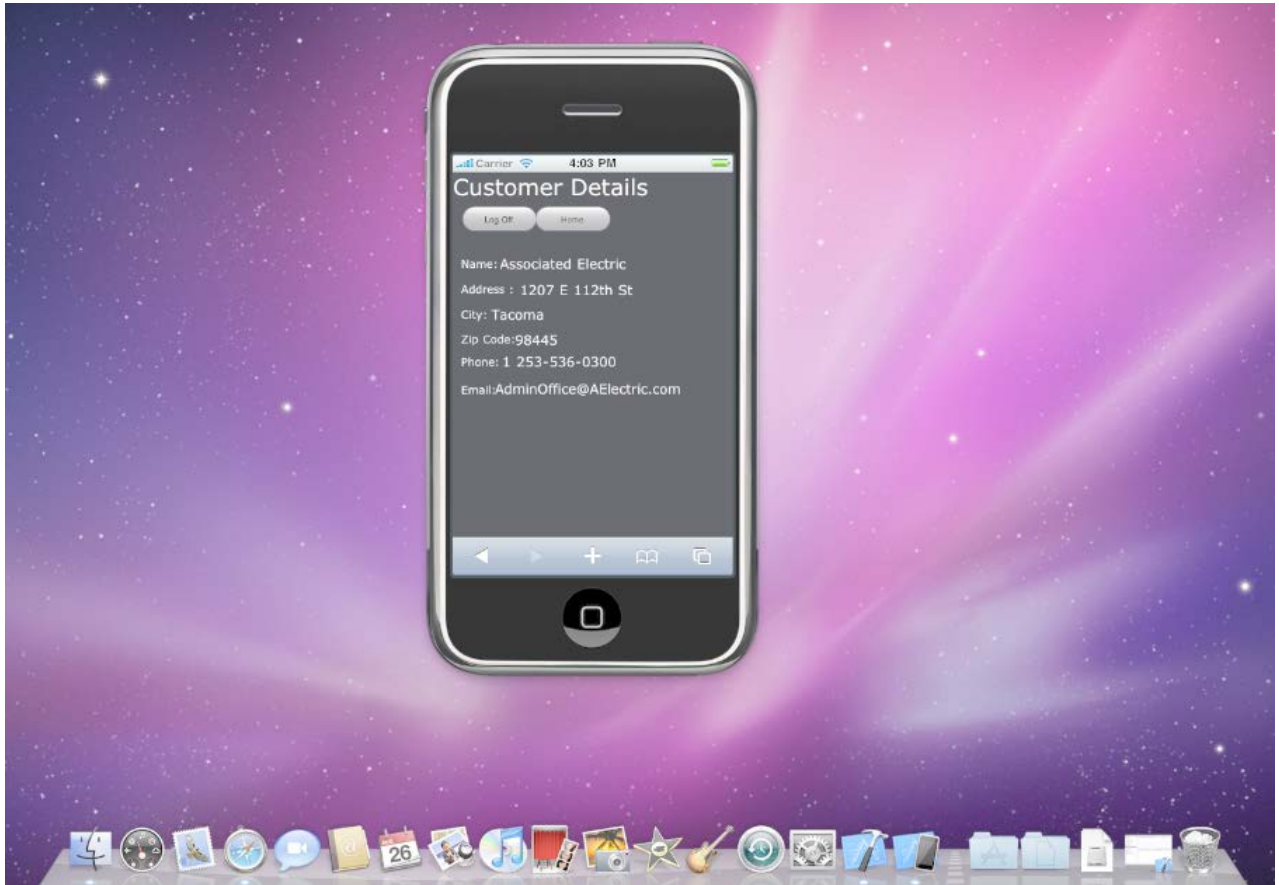 Carrier 4:03 PM
Customer Details
Log Off Home
Name: Associated Electric
Address : 1207 E 112th St
City: Tacoma
Zip Code:98445
Phone: 1 253-536-0300
Email:AdminOffice@AElectric.com
26